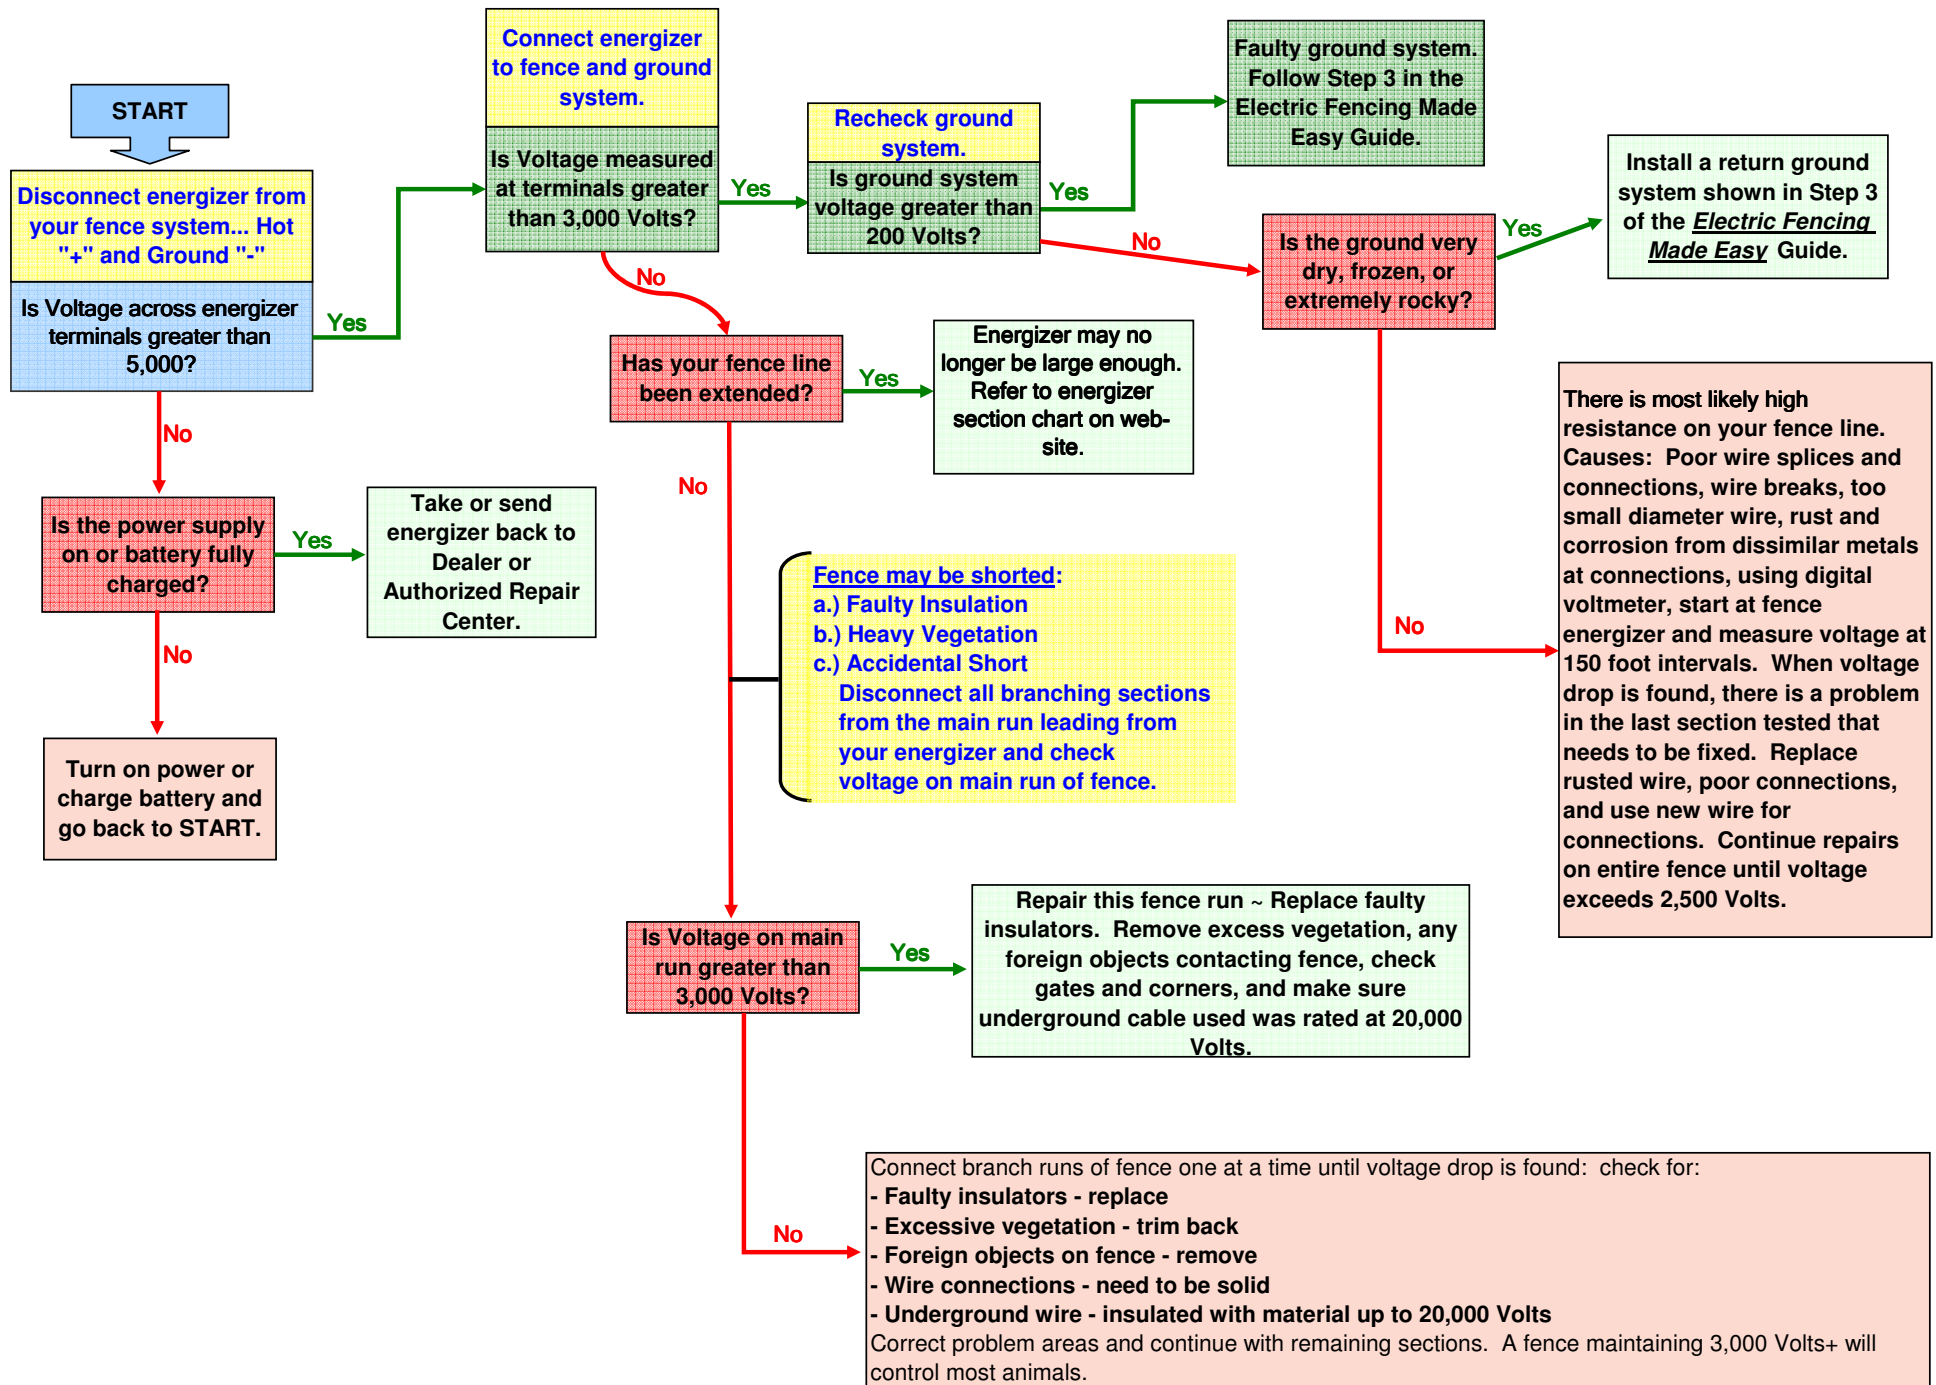 START
Disconnect energizer from
your fence system... Hot
"+" and Ground "-"
Is Voltage across energizer
terminals greater than
5,000?
Yes
No
Is the power supply
on or battery fully
charged?
Yes
Take or send
energizer back to
Dealer or
Authorized Repair
Center.
No
Turn on power or
charge battery and
go back to START.
Connect energizer
to fence and ground
system.
Is Voltage measured
at terminals greater
than 3,000 Volts?
Yes
No
Recheck ground
system.
Is ground system
voltage greater than
200 Volts?
Yes
Faulty ground system.
Follow Step 3 in the
Electric Fencing Made
Easy Guide.
No
Is the ground very
dry, frozen, or
extremely rocky?
Yes
Install a return ground
system shown in Step 3
of the Electric Fencing
Made Easy Guide.
No
There is most likely high
resistance on your fence line.
Causes: Poor wire splices and
connections, wire breaks, too
small diameter wire, rust and
corrosion from dissimilar metals
at connections, using digital
voltmeter, start at fence
energizer and measure voltage at
150 foot intervals. When voltage
drop is found, there is a problem
in the last section tested that
needs to be fixed. Replace
rusted wire, poor connections,
and use new wire for
connections. Continue repairs
on entire fence until voltage
exceeds 2,500 Volts.
Has your fence line
been extended?
Yes
Energizer may no
longer be large enough.
Refer to energizer
section chart on web-
site.
No
Fence may be shorted:
a.) Faulty Insulation
b.) Heavy Vegetation
c.) Accidental Short
Disconnect all branching sections
from the main run leading from
your energizer and check
voltage on main run of fence.
Is Voltage on main
run greater than
3,000 Volts?
Yes
Repair this fence run ~ Replace faulty
insulators. Remove excess vegetation, any
foreign objects contacting fence, check
gates and corners, and make sure
underground cable used was rated at 20,000
Volts.
No
Connect branch runs of fence one at a time until voltage drop is found: check for:
- Faulty insulators - replace
- Excessive vegetation - trim back
- Foreign objects on fence - remove
- Wire connections - need to be solid
- Underground wire - insulated with material up to 20,000 Volts
Correct problem areas and continue with remaining sections. A fence maintaining 3,000 Volts+ will
control most animals.